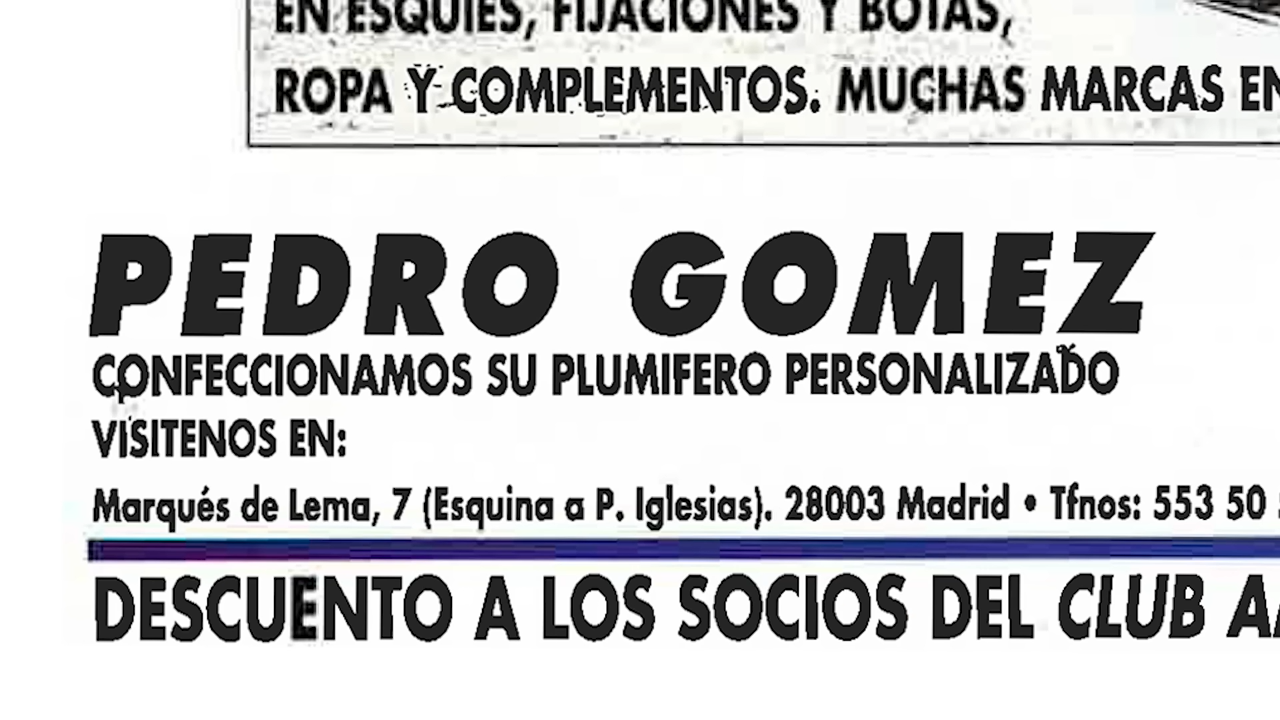 EN ESQUIES, FIJACIONES Y BOTAS,
ROPA Y COMPLEMENTOS. MUCHAS MARCAS EN
PEDRO GOMEZ
CONFECCIONAMOS SU PLUMIFERO PERSONALIZADO
VISITENOS EN:
Marqués de Lema, 7 (Esquina a P. Iglesias). 28003 Madrid • Tfnos: 553 50
DESCUENTO A LOS SOCIOS DEL CLUB